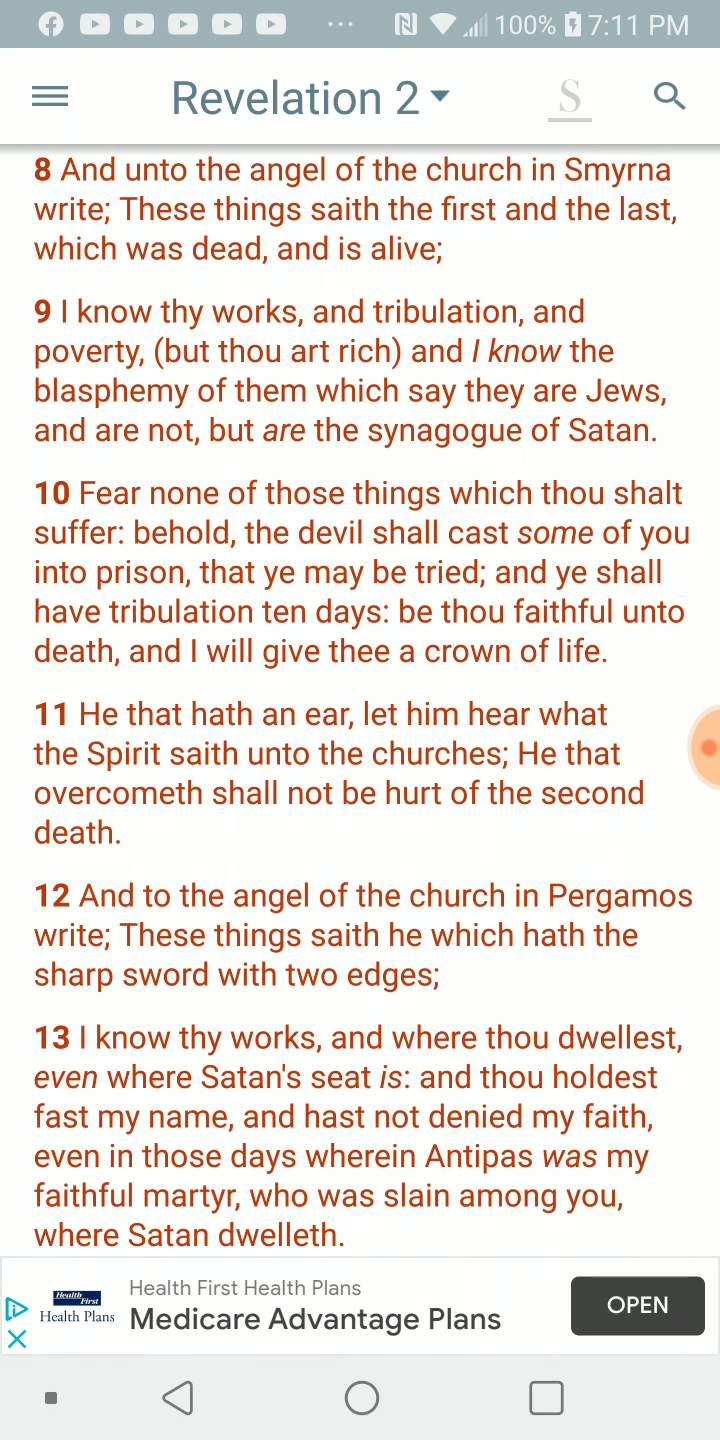 100% 7:11 PM
Revelation 2
S
8 And unto the angel of the church in Smyrna
write; These things saith the first and the last,
which was dead, and is alive;
9 I know thy works, and tribulation, and
poverty, (but thou art rich) and I know the
blasphemy of them which say they are Jews,
and are not, but are the synagogue of Satan.
10 Fear none of those things which thou shalt
suffer: behold, the devil shall cast some of you
into prison, that ye may be tried; and ye shall
have tribulation ten days: be thou faithful unto
death, and I will give thee a crown of life.
11 He that hath an ear, let him hear what
the Spirit saith unto the churches; He that
overcometh shall not be hurt of the second
death.
12 And to the angel of the church in Pergamos
write; These things saith he which hath the
sharp sword with two edges;
13 I know thy works, and where thou dwellest,
even where Satan's seat is: and thou holdest
fast my name, and hast not denied my faith,
even in those days wherein Antipas was my
faithful martyr, who was slain among you,
where Satan dwelleth.
Health First
Health Plans
Health First Health Plans
Medicare Advantage Plans
OPEN